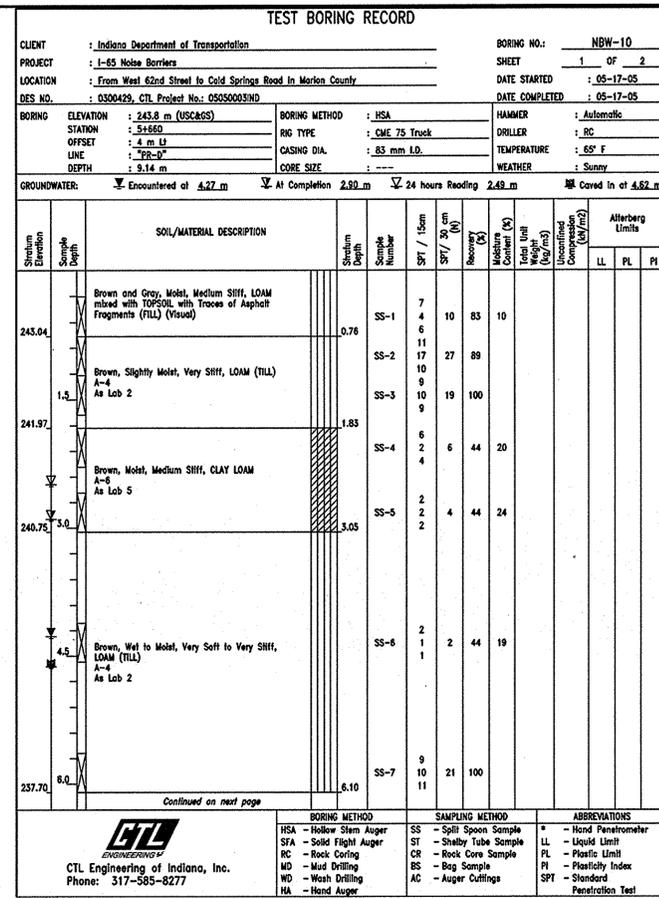 TEST BORING RECORD
CLIENT : Indiana Department of Transportation BORING NO.: NBW-10
PROJECT : I-65 Noise Barriers SHEET 1 OF 2
LOCATION : From West 62nd Street to Cold Springs Road in Marion County DATE STARTED : 05-17-05
DES NO. : 0300429, CTL Project No.: 05050003IND DATE COMPLETED : 05-17-05
BORING ELEVATION : 243.8 m (USC&GS) BORING METHOD : HSA HAMMER : Automatic
STATION : 5+660 RIG TYPE : CME 75 Truck DRILLER : RC
OFFSET : 4 m Lt CASING DIA. : 83 mm I.D. TEMPERATURE : 65° F
LINE : "PR-D" CORE SIZE : --- WEATHER : Sunny
DEPTH : 9.14 m
GROUNDWATER: Encountered at 4.27 m At Completion 2.90 m 24 hours Reading 2.49 m Caved in at 4.62 m
Stratum Elevation Sample Depth SOIL/MATERIAL DESCRIPTION Stratum Depth Sample Number SPT / 15cm SPT/ 30 cm (N) Recovery (%) Moisture Content (%) Total Unit Weight (kg/m3) Unconfined Compression (kN/m2) Atterberg Limits
LL PL PI
Brown and Gray, Moist, Medium Stiff, LOAM
mixed with TOPSOIL with Traces of Asphalt
Fragments (FILL) (Visual)
7
SS-1 4 10 83 10
6
243.04 0.76
11
SS-2 17 27 89
10
Brown, Slightly Moist, Very Stiff, LOAM (TILL)
A-4
As Lab 2
9
1.5 SS-3 10 19 100
9
241.97 1.83
6
SS-4 2 6 44 20
4
Brown, Moist, Medium Stiff, CLAY LOAM
A-6
As Lab 5
2
SS-5 2 4 44 24
2
240.75 3.0 3.05
2
4.5 SS-6 1 2 44 19
1
Brown, Wet to Moist, Very Soft to Very Stiff,
LOAM (TILL)
A-4
As Lab 2
9
6.0 SS-7 10 21 100
11
237.70 6.10
Continued on next page
CTL
ENGINEERING
CTL Engineering of Indiana, Inc.
Phone: 317-585-8277
BORING METHOD
HSA - Hollow Stem Auger
SFA - Solid Flight Auger
RC - Rock Coring
MD - Mud Drilling
WD - Wash Drilling
HA - Hand Auger
SAMPLING METHOD
SS - Split Spoon Sample
ST - Shelby Tube Sample
CR - Rock Core Sample
BS - Bag Sample
AC - Auger Cuttings
ABBREVIATIONS
* - Hand Penetrometer
LL - Liquid Limit
PL - Plastic Limit
PI - Plasticity Index
SPT - Standard
Penetration Test